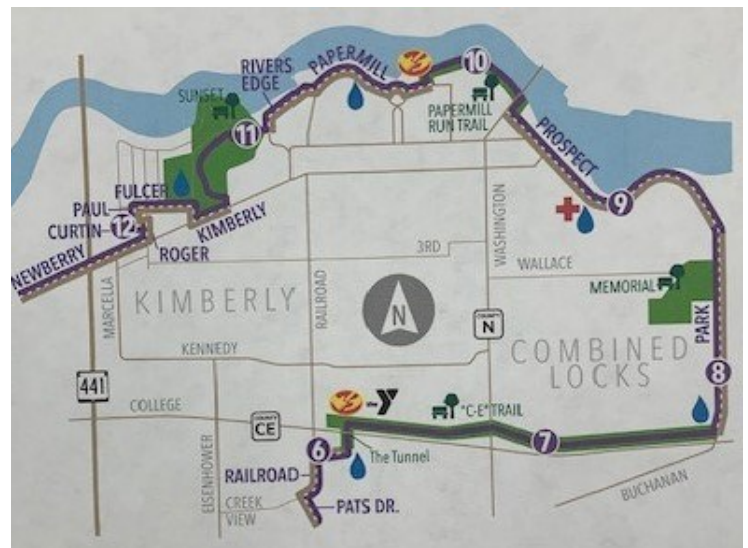 RIVERS
EDGE
PAPERMILL
10
SUNSET
PAPERMILL
RUN TRAIL
11
PROSPECT
FULCER
PAUL
CURTIN
12
KIMBERLY
ROGER
NEWBERRY
9
WASHINGTON
3RD
WALLACE
MEMORIAL
MARCELLA
KIMBERLY
RAILROAD
N
COUNTY
N
PARK
KENNEDY
COMBINED
LOCKS
8
441
COLLEGE
COUNTY
CE
the Y
"C-E" TRAIL
7
6
The Tunnel
EISENHOWER
RAILROAD
CREEK
VIEW
PATS DR.
BUCHANAN